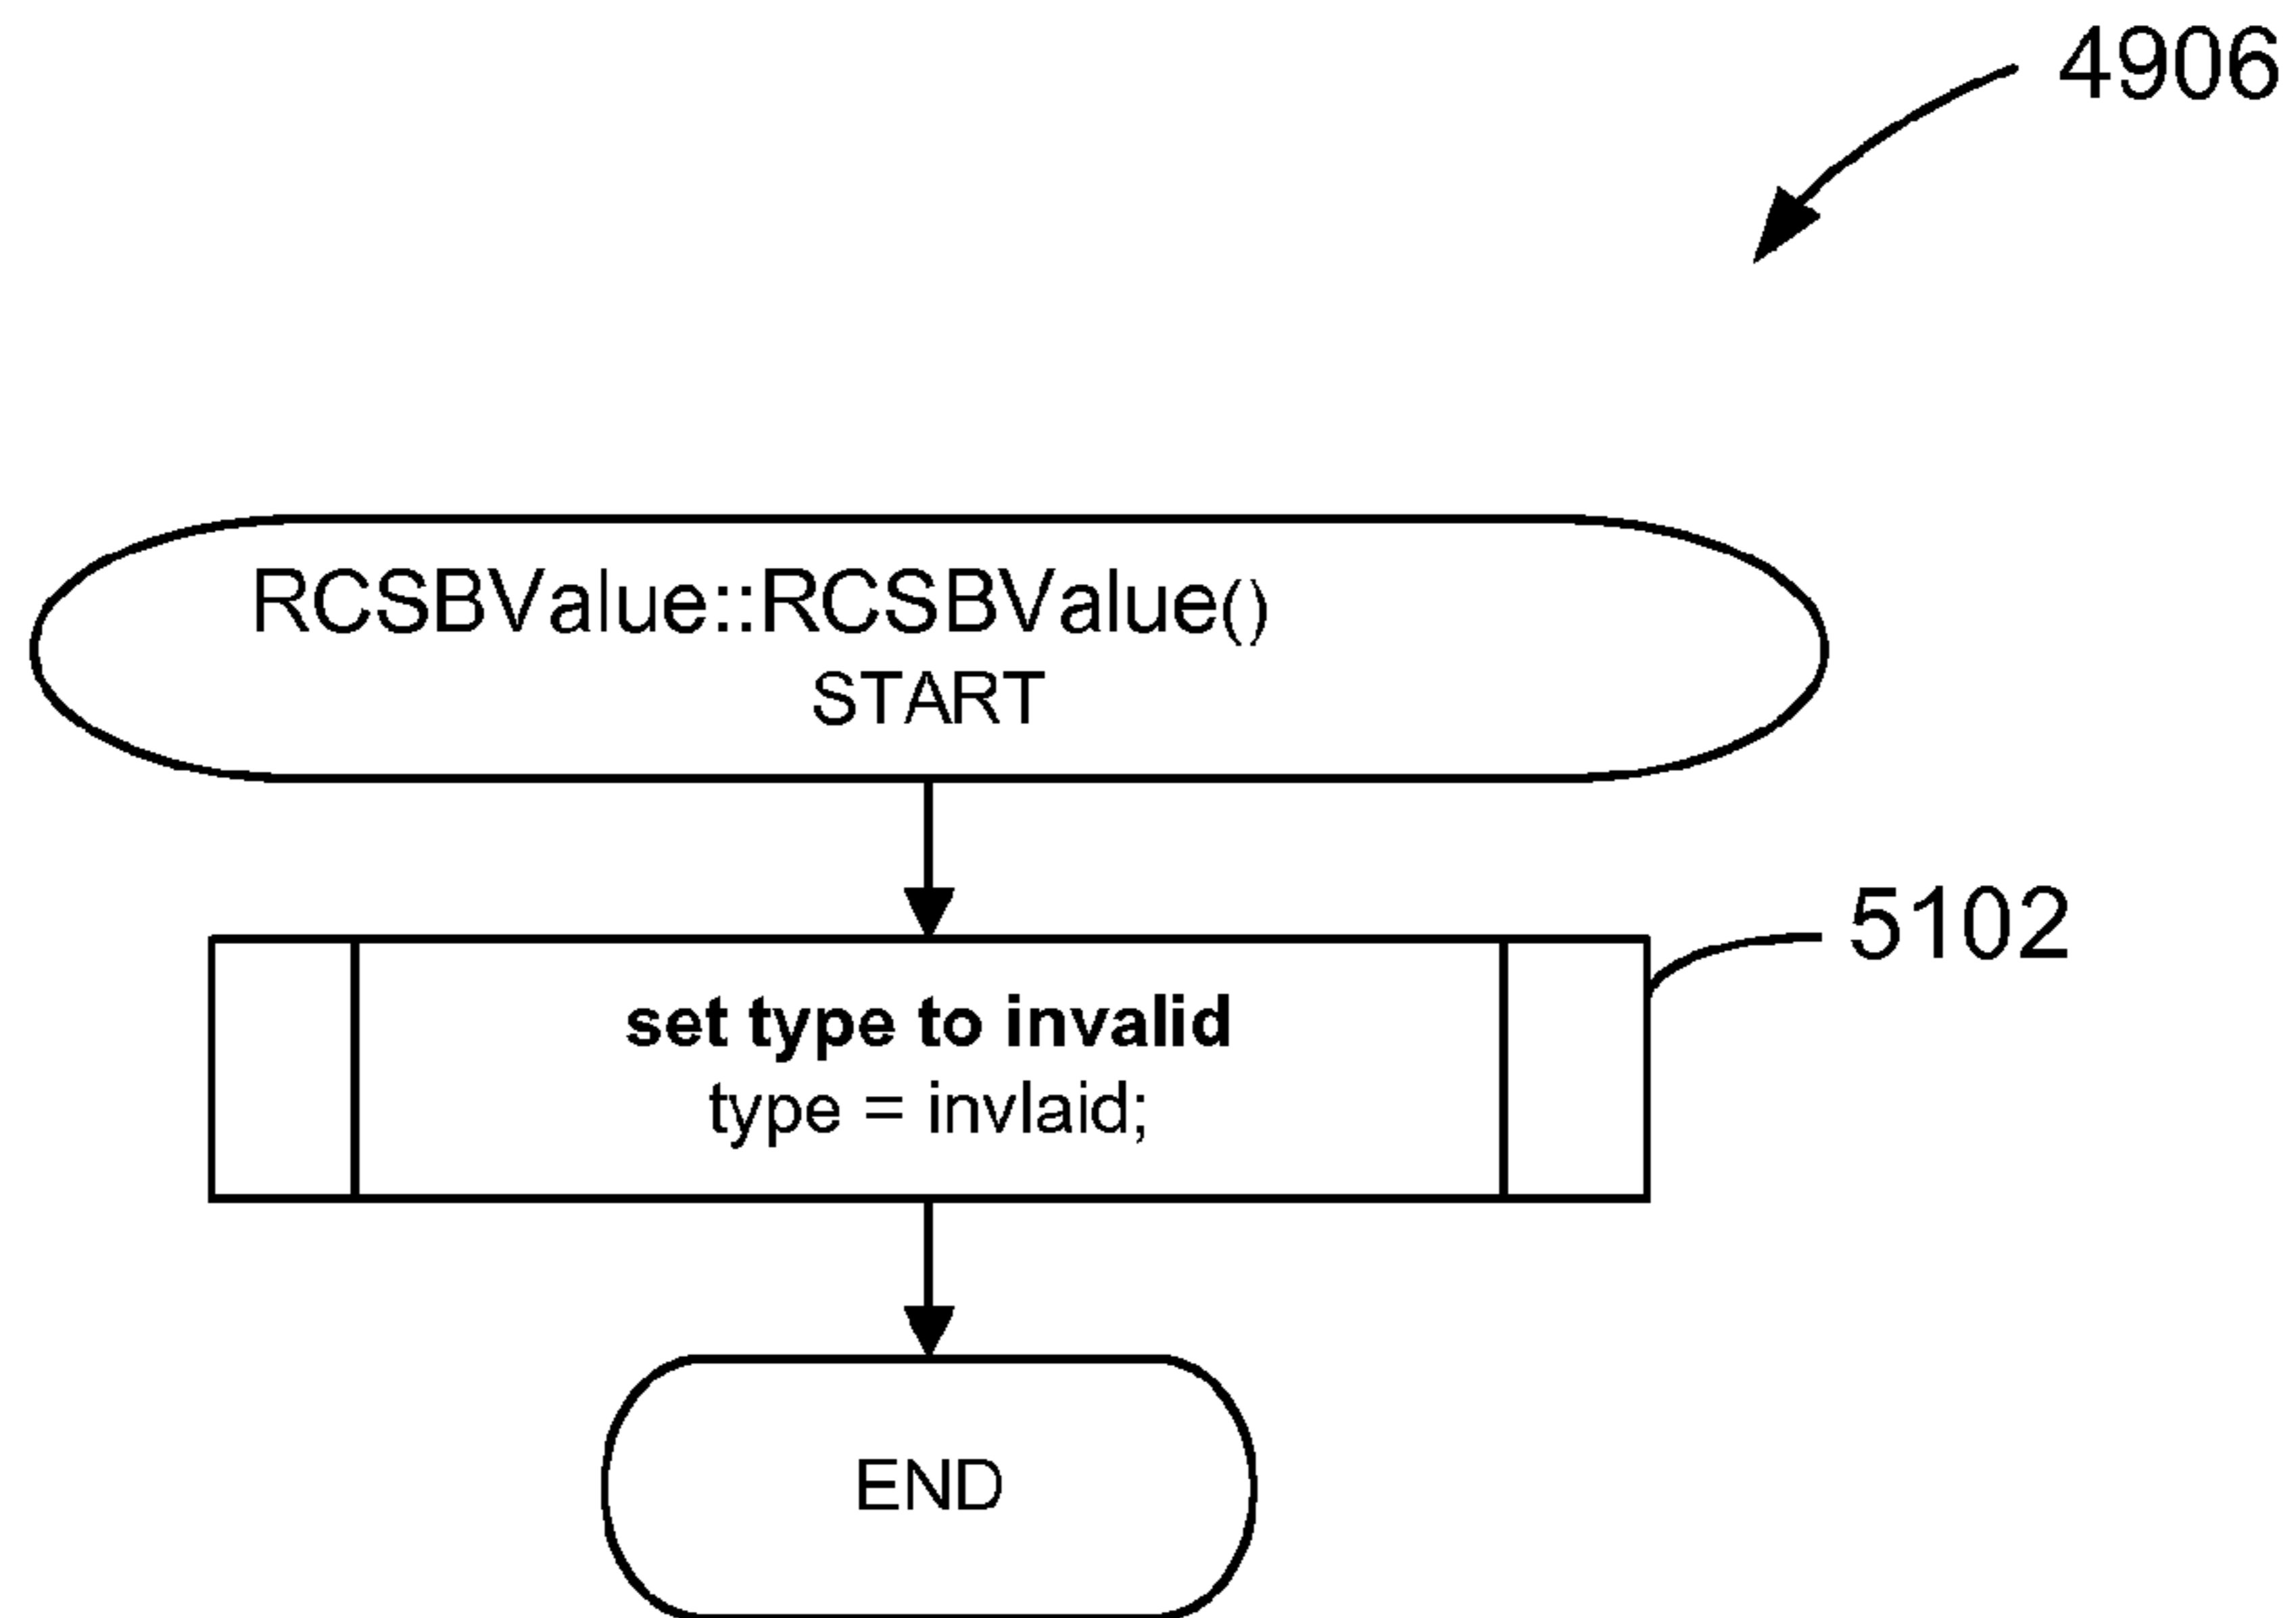 4906
RCSBValue::RCSBValue()
START
5102
set type to invalid
type = invlaid;
END